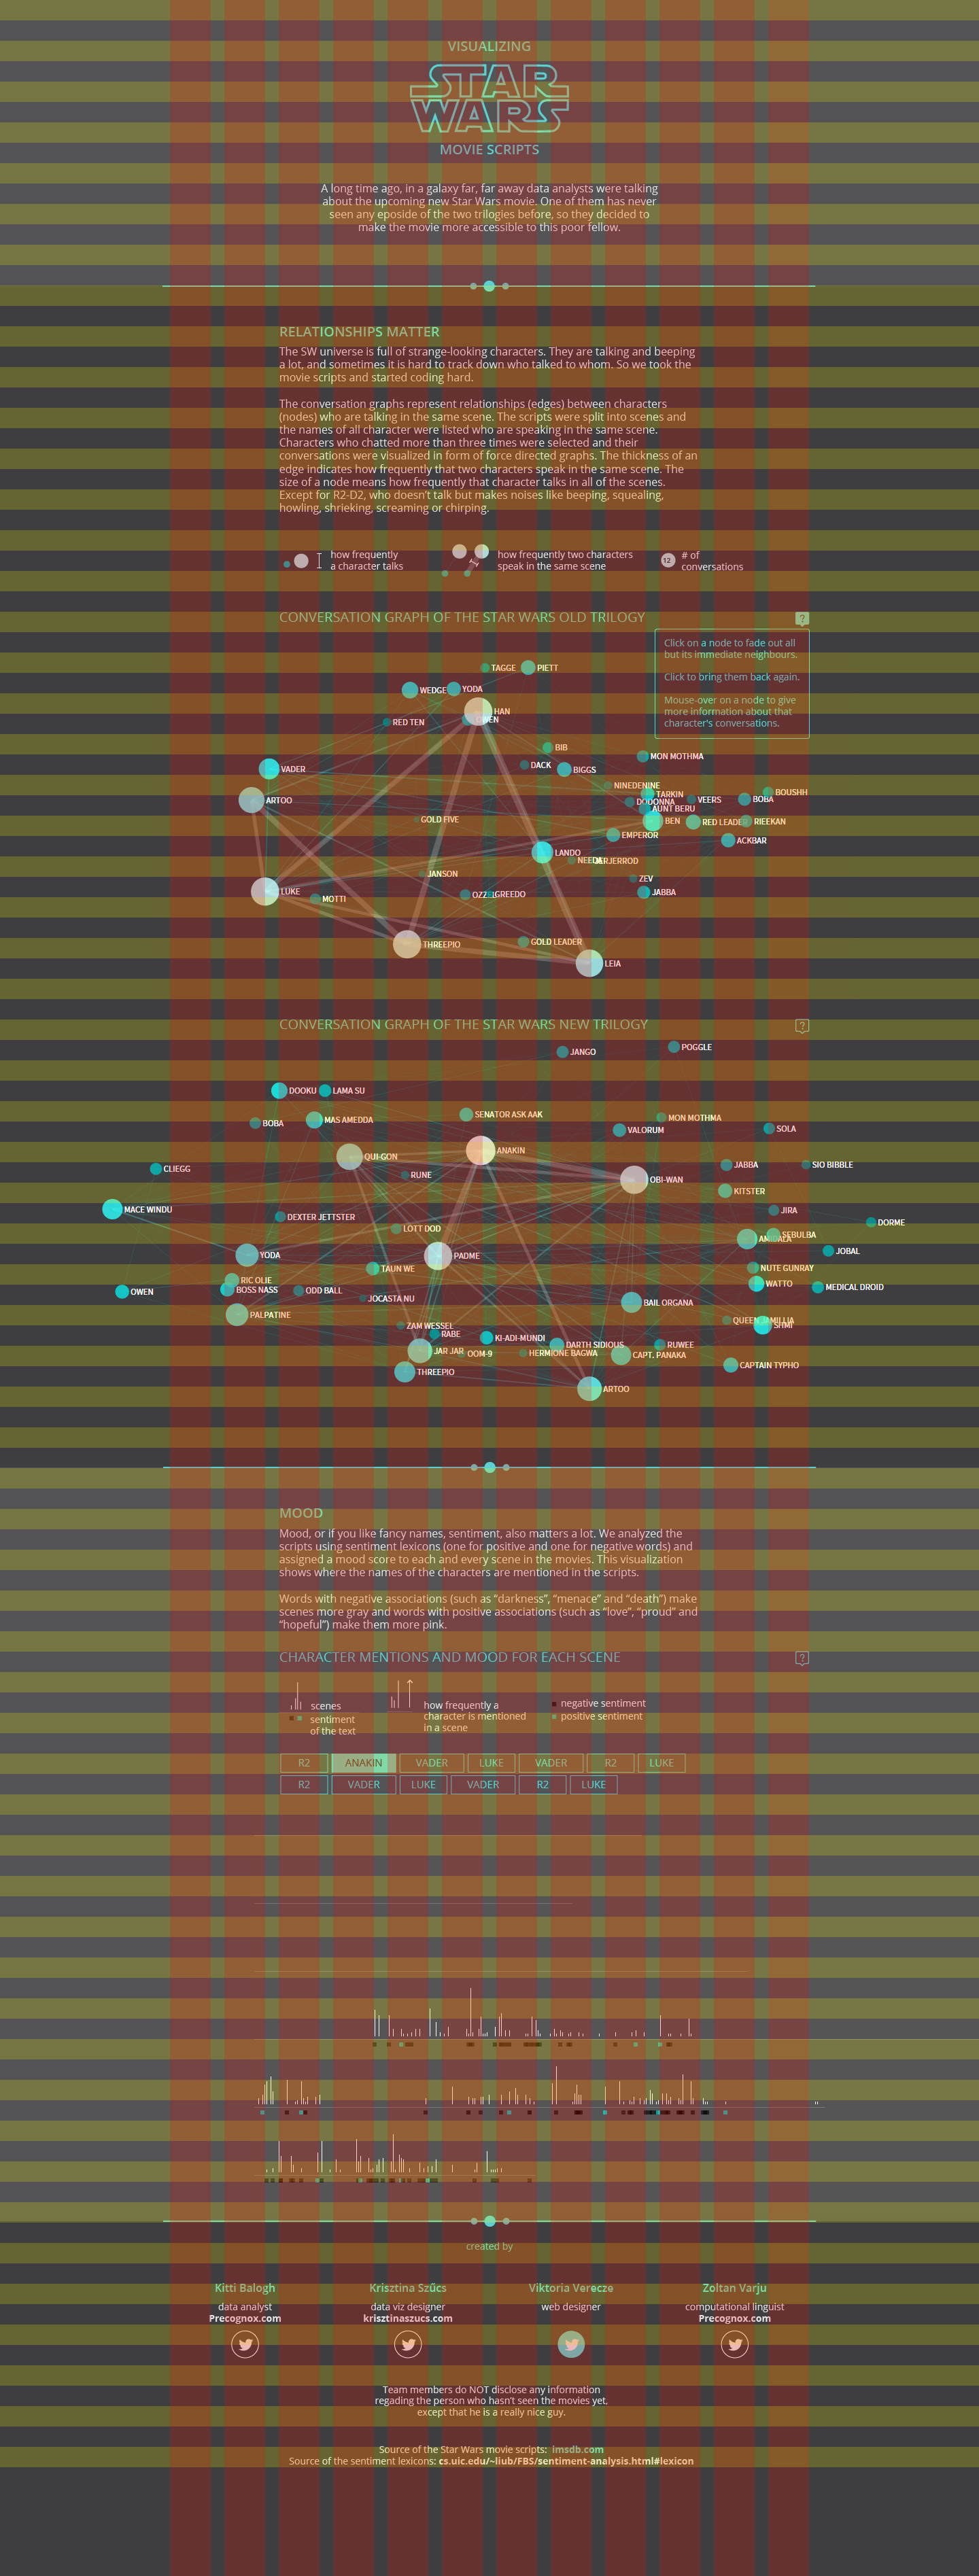 VISUALIZING
STAR
WARS
MOVIE SCRIPTS
A long time ago, in a galaxy far, far away data analysts were talking
about the upcoming new Star Wars movie. One of them has never
seen any eposide of the two trilogies before, so they decided to
make the movie more accessible to this poor fellow.
RELATIONSHIPS MATTER
The SW universe is full of strange-looking characters. They are talking and beeping
a lot, and sometimes it is hard to track down who talked to whom. So we took the
movie scripts and started coding hard.
The conversation graphs represent relationships (edges) between characters
(nodes) who are talking in the same scene. The scripts were split into scenes and
the names of all character were listed who are speaking in the same scene.
Characters who chatted more than three times were selected and their
conversations were visualized in form of force directed graphs. The thickness of an
edge indicates how frequently that two characters speak in the same scene. The
size of a node means how frequently that character talks in all of the scenes.
Except for R2-D2, who doesn't talk but makes noises like beeping, squealing,
howling, shrieking, screaming or chirping.
how frequently
a character talks
how frequently two characters
speak in the same scene
12
# of
conversations
CONVERSATION GRAPH OF THE STAR WARS OLD TRILOGY
?
Click on a node to fade out all
but its immediate neighbours.
Click to bring them back again.
Mouse-over on a node to give
more information about that
character's conversations.
TAGGE
PIETT
WEDGE
YODA
HAN
RED TEN
BIB
MON MOTHMA
DACK
BIGGS
VADER
NINEDENINE
TARKIN
BOUSHH
ARTOO
DODONNA
VEERS
BOBA
AUNT BERU
GOLD FIVE
BEN
RED LEADER
RIEEKAN
EMPEROR
ACKBAR
LANDO
JERJERROD
JANSON
ZEV
LUKE
MOTTI
GREEDO
JABBA
THREEPIO
GOLD LEADER
LEIA
CONVERSATION GRAPH OF THE STAR WARS NEW TRILOGY
?
JANGO
POGGLE
DOOKU
LAMA SU
BOBA
MAS AMEDDA
SENATOR ASK AAK
MON MOTHMA
VALORUM
SOLA
QUI-GON
ANAKIN
CLIEGG
RUNE
JABBA
SIO BIBBLE
OBI-WAN
KITSTER
MACE WINDU
JIRA
DEXTER JETTSTER
DORME
LOTT DOD
SEBULBA
AMIDALA
YODA
PADME
JOBAL
TAUN WE
NUTE GUNRAY
RIC OLIE
WATTO
OWEN
BOSS NASS
ODD BALL
MEDICAL DROID
JOCASTA NU
BAIL ORGANA
PALPATINE
QUEEN JAMILLIA
SHMI
ZAM WESSEL
RABE
KI-ADI-MUNDI
DARTH SIDIOUS
RUWEE
JAR JAR
OOM-9
HERMIONE BAGWA
CAPT. PANAKA
CAPTAIN TYPHO
THREEPIO
ARTOO
MOOD
Mood, or if you like fancy names, sentiment, also matters a lot. We analyzed the
scripts using sentiment lexicons (one for positive and one for negative words) and
assigned a mood score to each and every scene in the movies. This visualization
shows where the names of the characters are mentioned in the scripts.
Words with negative associations (such as “darkness”, “menace” and “death”) make
scenes more gray and words with positive associations (such as “love”, “proud” and
“hopeful”) make them more pink.
CHARACTER MENTIONS AND MOOD FOR EACH SCENE
?
scenes
sentiment
of the text
how frequently a
character is mentioned
in a scene
negative sentiment
positive sentiment
R2 ANAKIN VADER LUKE VADER R2 LUKE
R2 VADER LUKE VADER R2 LUKE
created by
Kitti Balogh
data analyst
Precognox.com
Krisztina Szűcs
data viz designer
krisztinaszucs.com
Viktoria Verecze
web designer
Zoltan Varju
computational linguist
Precognox.com
Team members do NOT disclose any information
regading the person who hasn't seen the movies yet,
except that he is a really nice guy.
Source of the Star Wars movie scripts: imsdb.com
Source of the sentiment lexicons: cs.uic.edu/~liub/FBS/sentiment-analysis.html#lexicon